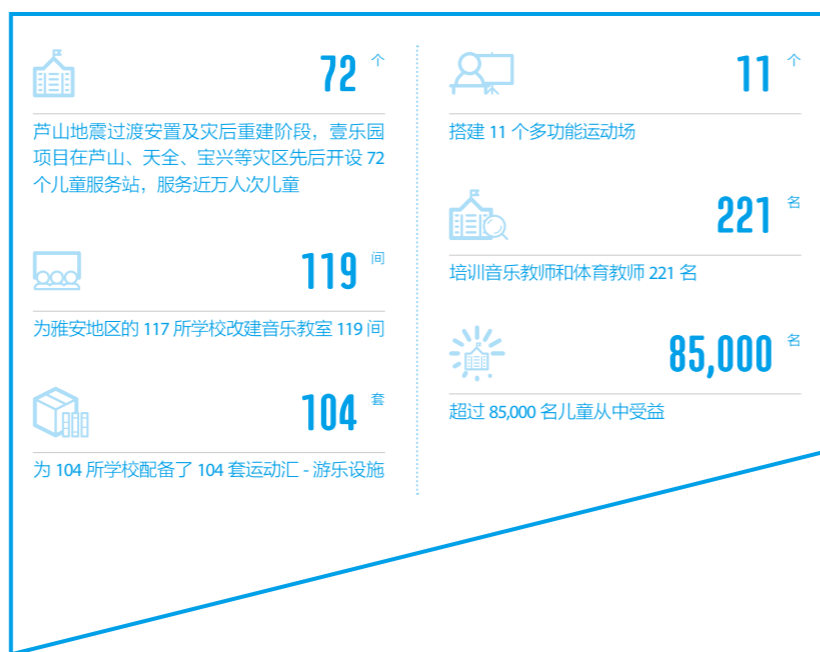 72 个
芦山地震过渡安置及灾后重建阶段，壹乐园
项目在芦山、天全、宝兴等灾区先后开设 72
个儿童服务站，服务近万人次儿童
119 间
为雅安地区的 117 所学校改建音乐教室 119 间
104 套
为 104 所学校配备了 104 套运动汇 - 游乐设施
11 个
搭建 11 个多功能运动场
221 名
培训音乐教师和体育教师 221 名
85,000 名
超过 85,000 名儿童从中受益